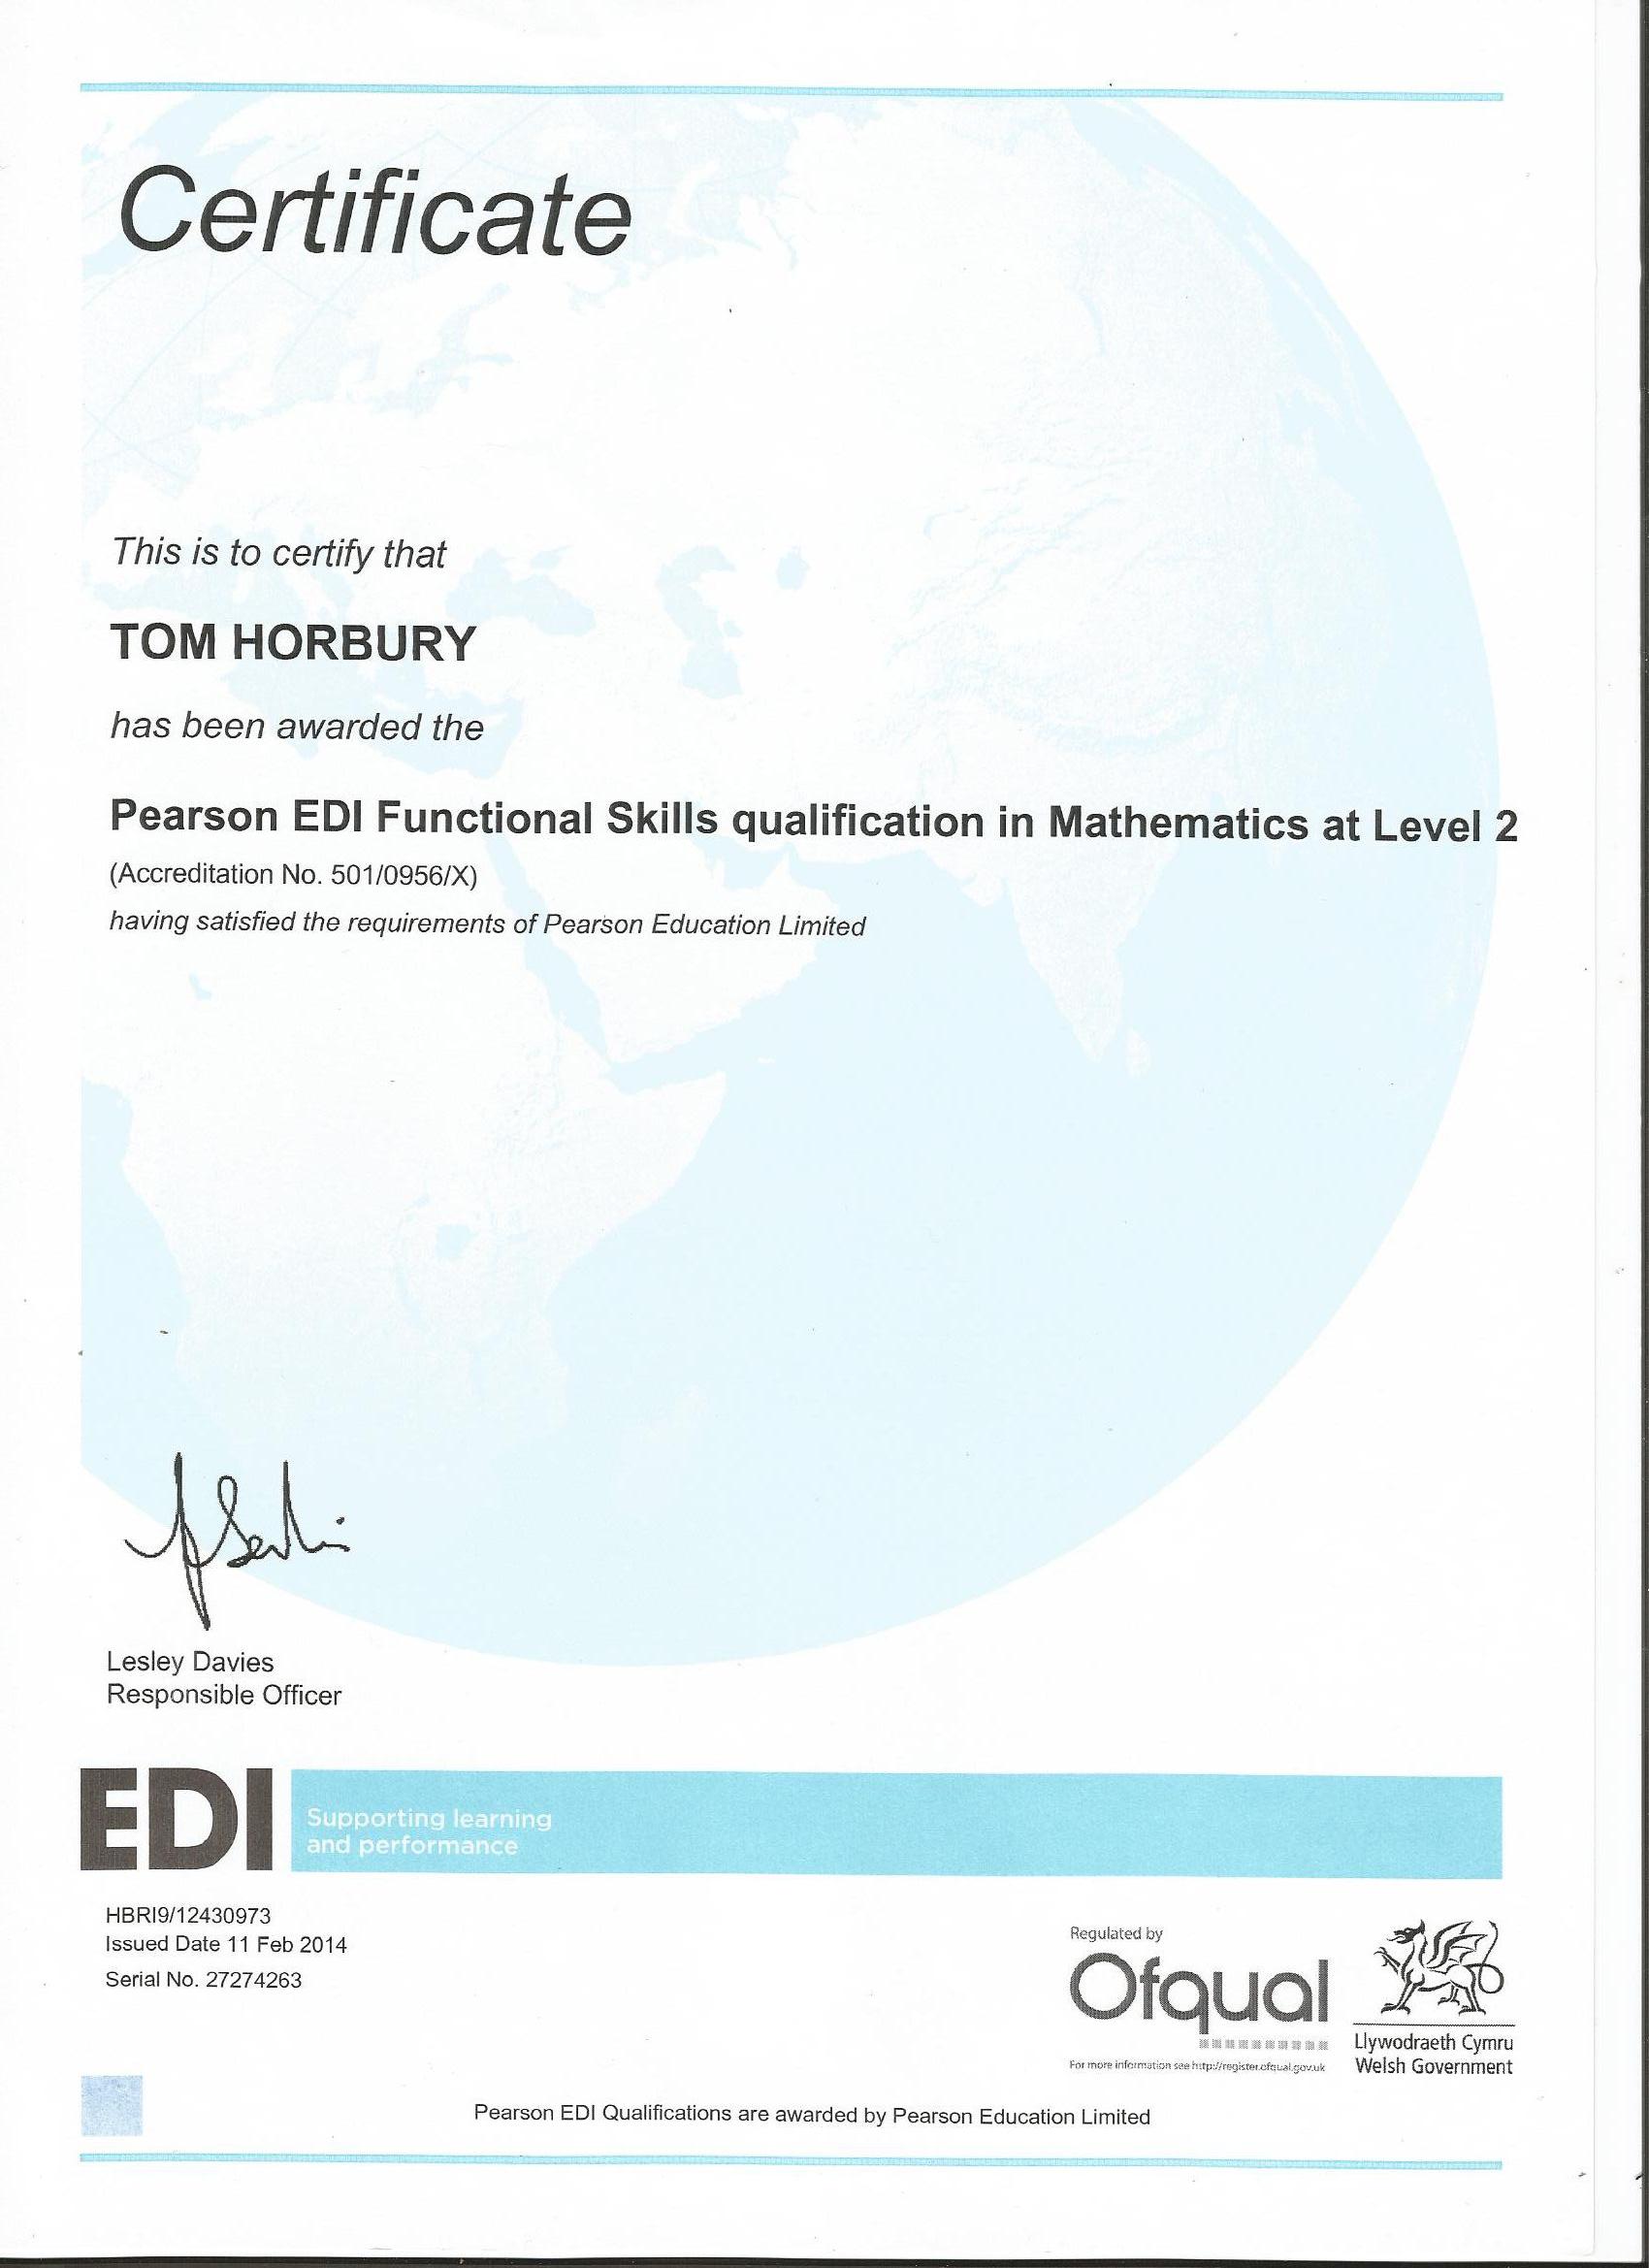 Certificate
This is to certify that
TOM HORBURY
has been awarded the
Pearson EDI Functional Skills qualification in Mathematics at Level 2
(Accreditation No. 501/0956/X)
having satisfied the requirements of Pearson Education Limited
Lesley Davies
Responsible Officer
EDI
Supporting learning
and performance
HBRI9/12430973
Issued Date 11 Feb 2014
Serial No. 27274263
Regulated by
Ofqual
For more information see http://register.ofqual.gov.uk
Llywodraeth Cymru
Welsh Government
Pearson EDI Qualifications are awarded by Pearson Education Limited